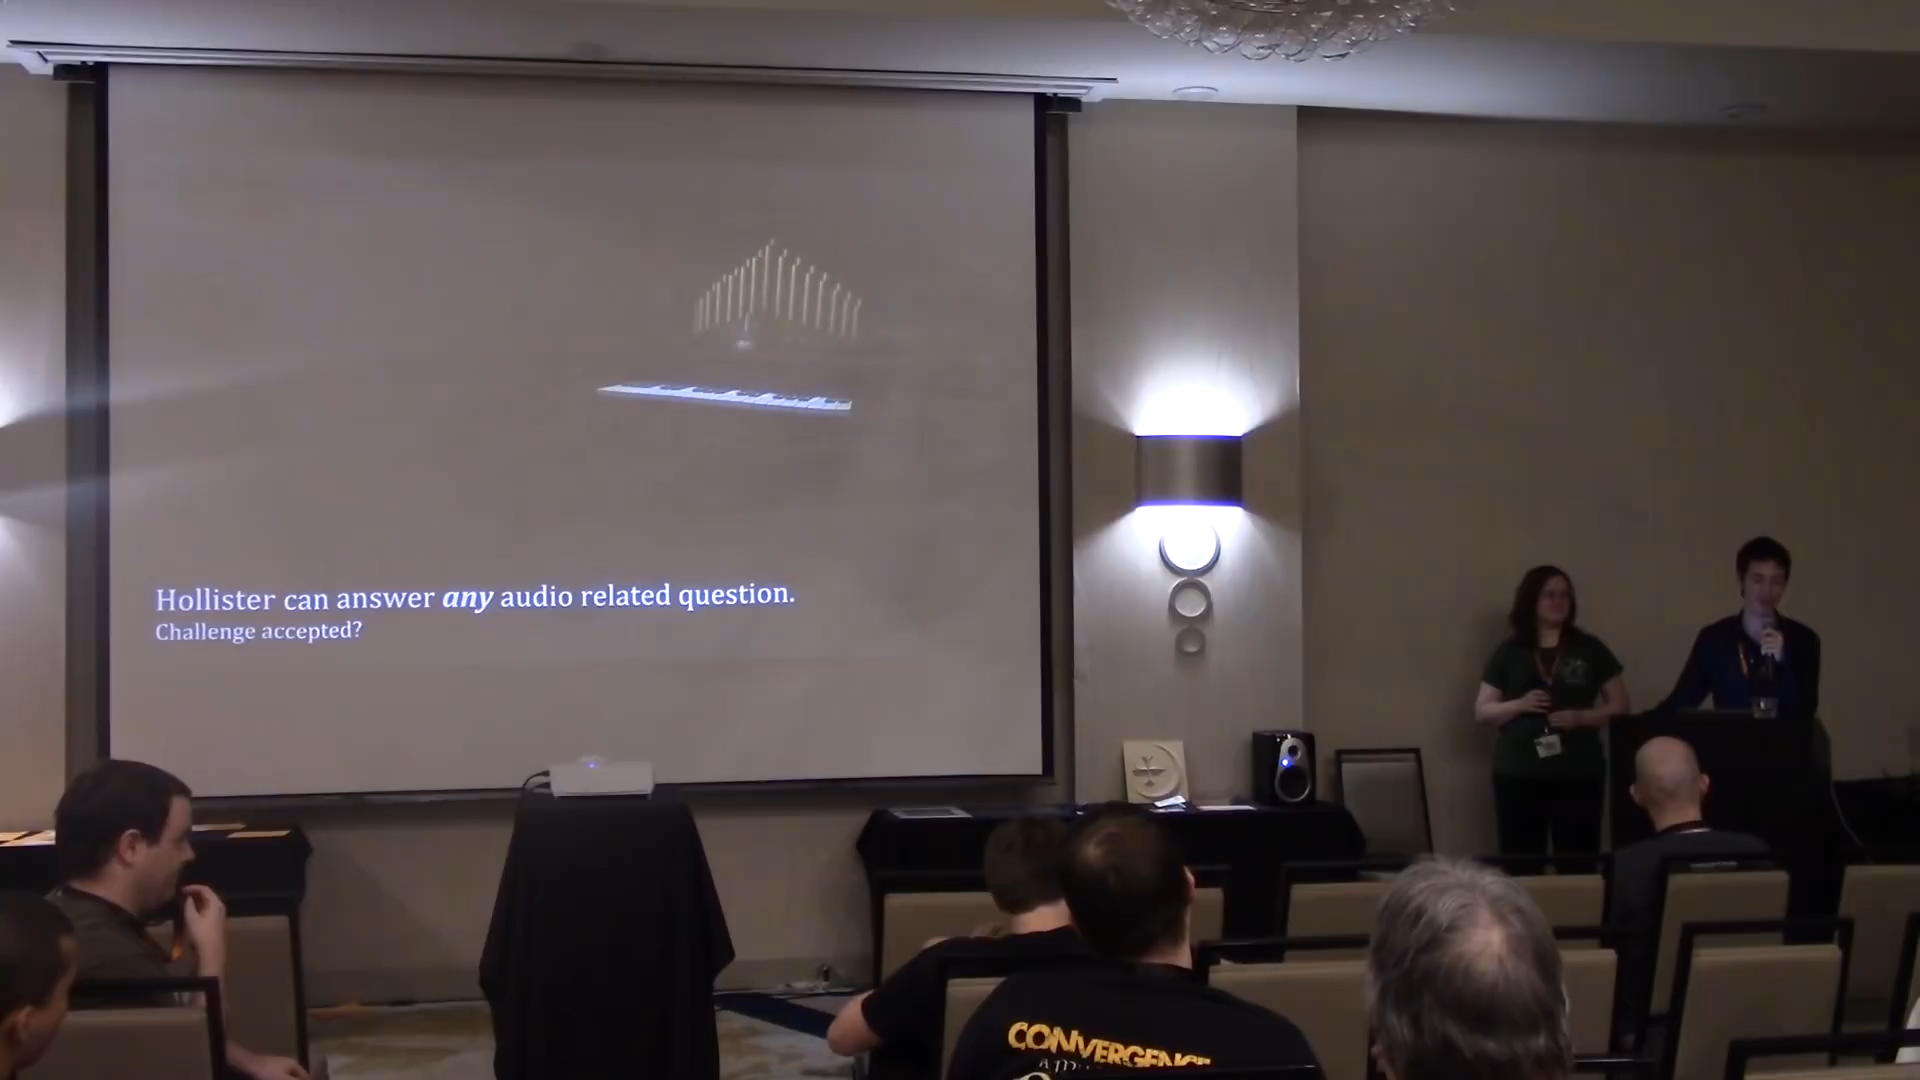 Hollister can answer any audio related question.
Challenge accepted?
CONVERGENCE